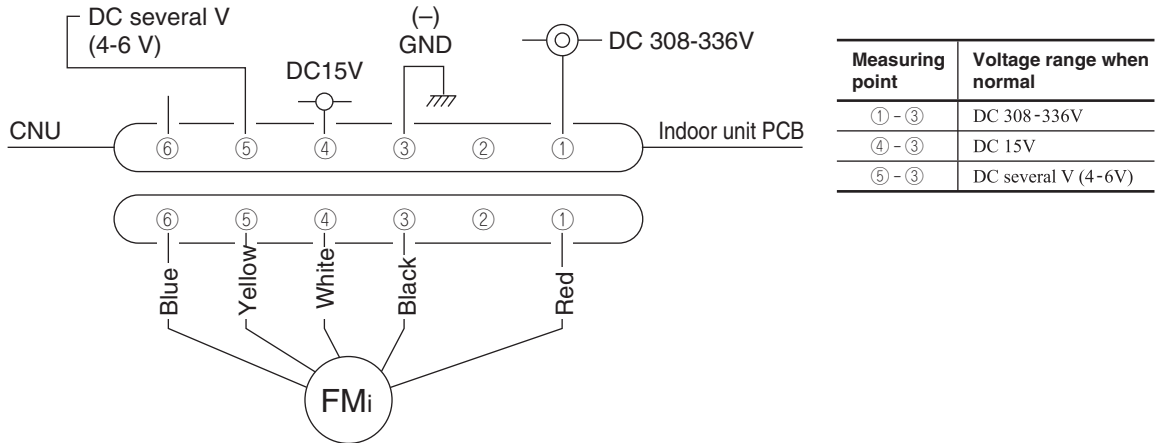 DC several V
(4-6 V)
(–)
GND
DC15V
DC 308-336V
CNU
Indoor unit PCB
⑥ ⑤ ④ ③ ② ①
⑥ ⑤ ④ ③ ② ①
Blue
Yellow
White
Black
Red
FMi
Measuring point
Voltage range when normal
① - ③ DC 308-336V
④ - ③ DC 15V
⑤ - ③ DC several V (4-6V)